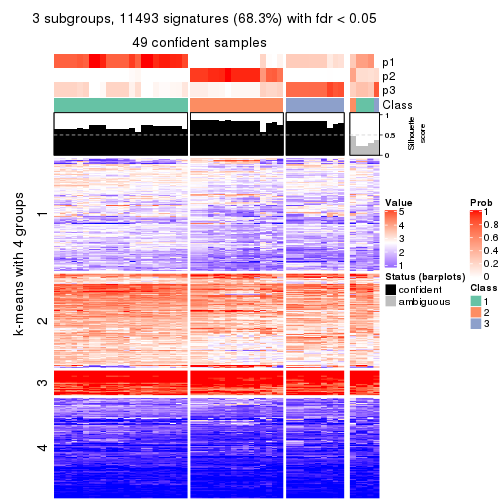 3 subgroups, 11493 signatures (68.3%) with fdr < 0.05
49 confident samples
p1
p2
p3
Class
1
0.5
0
Silhouette
score
k-means with 4 groups
1
2
3
4
Value
5
4
3
2
1
Status (barplots)
confident
ambiguous
Prob
1
0.8
0.6
0.4
0.2
0
Class
1
2
3